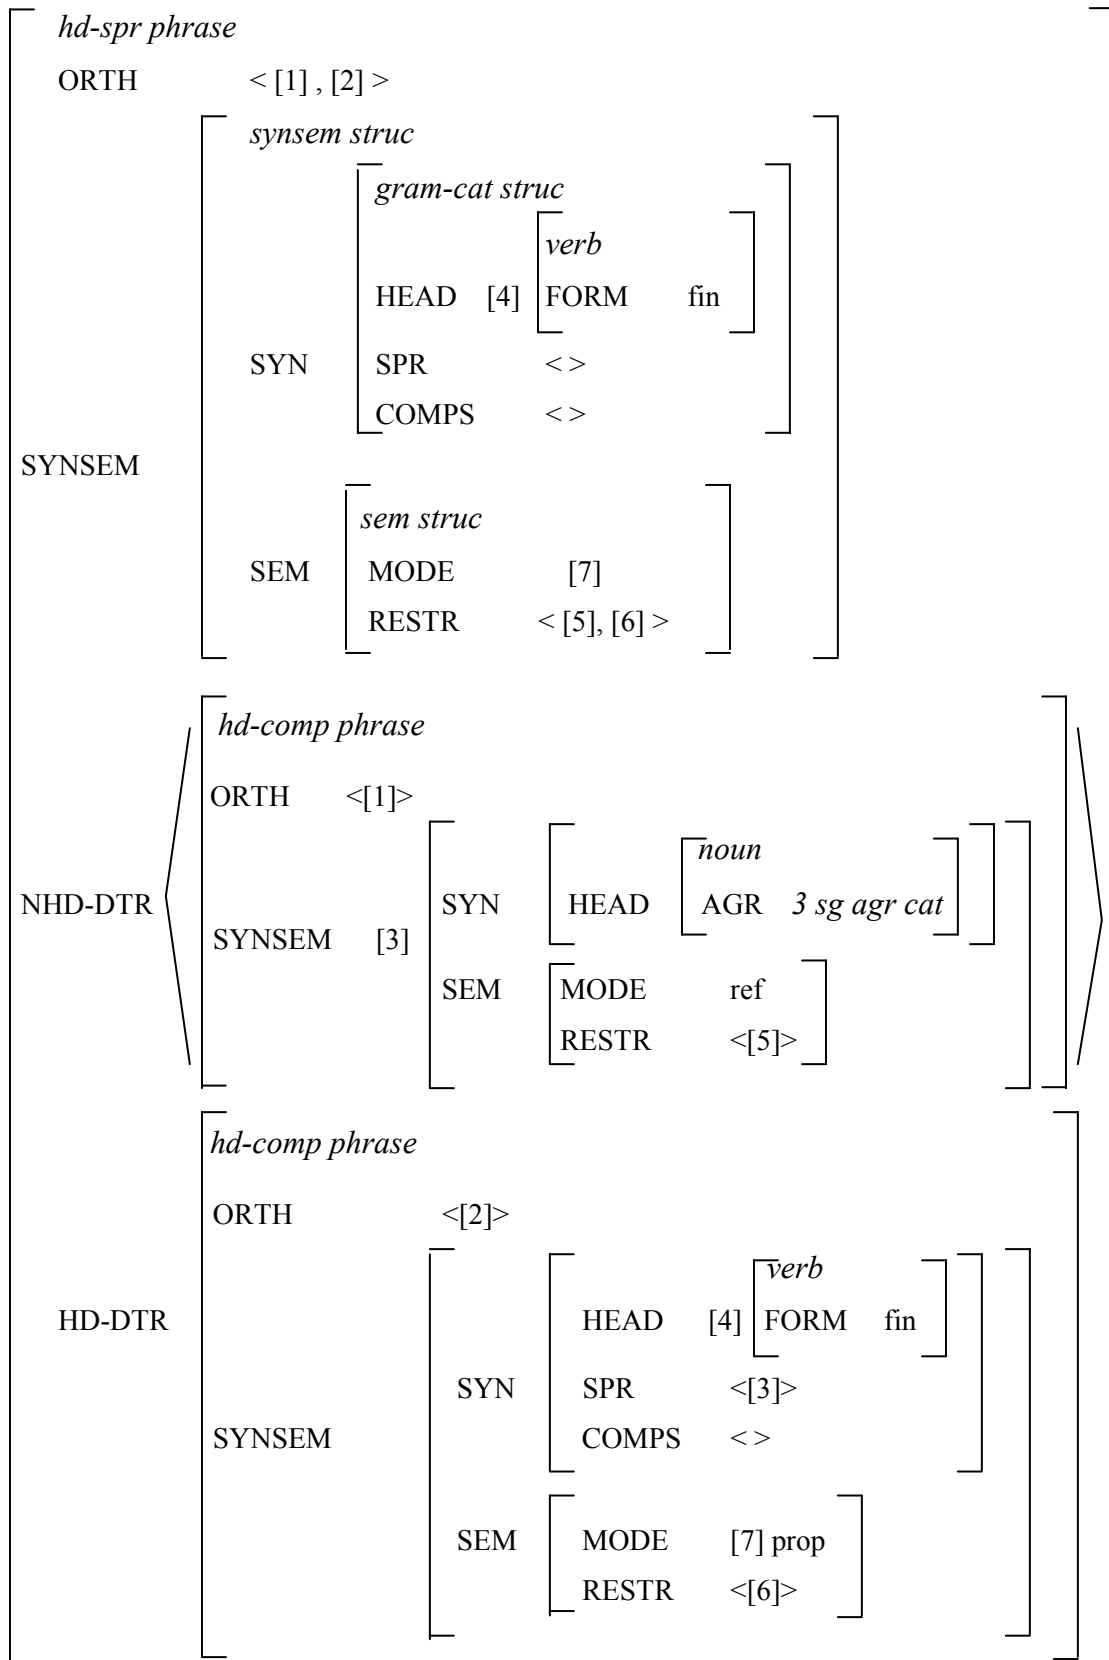 hd-spr phrase
ORTH < [1] , [2] >
synsem struc
gram-cat struc
verb
HEAD [4] FORM fin
SYN SPR < >
COMPS < >
SYNSEM
sem struc
SEM MODE [7]
RESTR < [5], [6] >
hd-comp phrase
ORTH <[1]>
noun
NHD-DTR SYN HEAD AGR 3 sg agr cat
SYNSEM [3]
SEM MODE ref
RESTR <[5]>
hd-comp phrase
ORTH <[2]>
verb
HD-DTR HEAD [4] FORM fin
SYN SPR <[3]>
SYNSEM COMPS < >
SEM MODE [7] prop
RESTR <[6]>